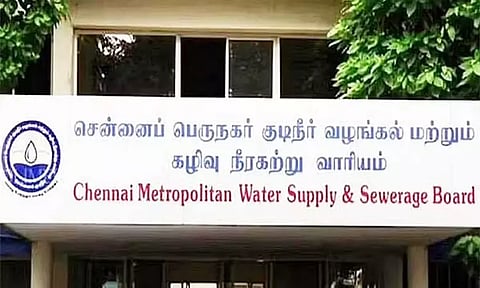 சென்னைப் பெருநகர் குடிநீர் வழங்கல் மற்றும்
கழிவு நீரகற்று வாரியம்
Chennai Metropolitan Water Supply & Sewerage Board